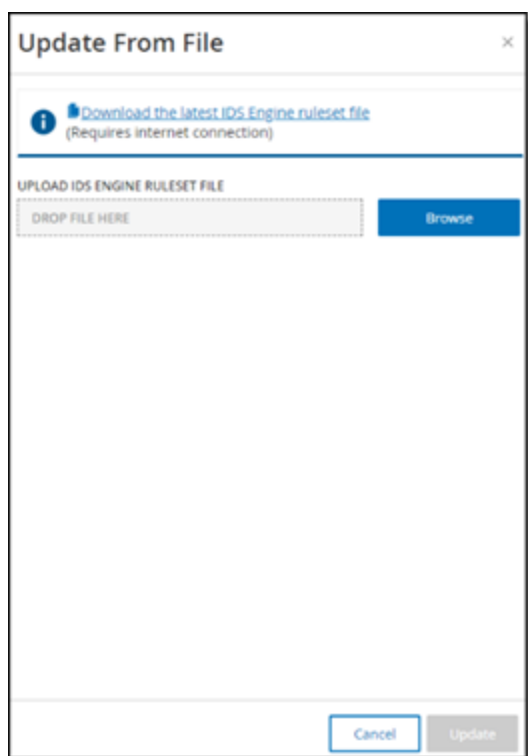 Update From File
Download the latest IDS Engine ruleset file
(Requires internet connection)
UPLOAD IDS ENGINE RULESET FILE
DROP FILE HERE
Browse
Cancel
Update